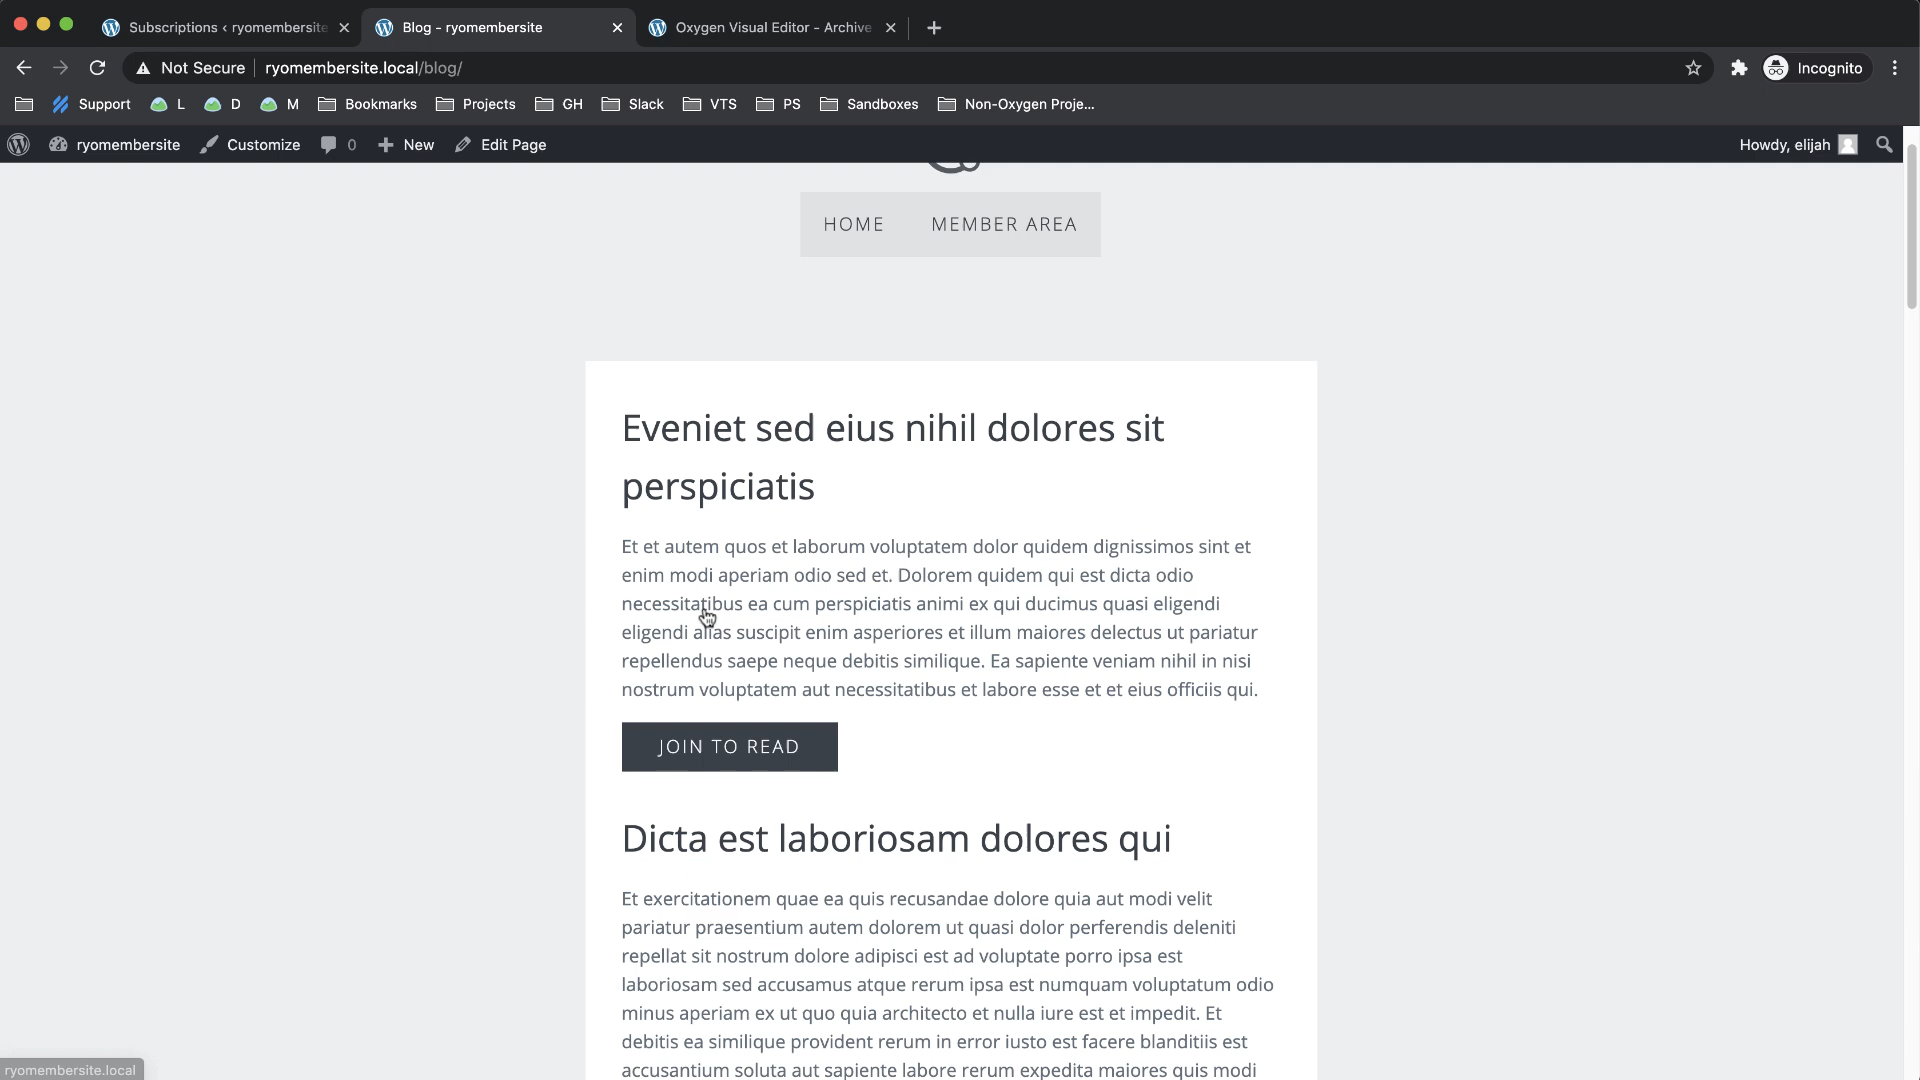 Subscriptions ‹ ryomembersite
Blog - ryomembersite
Oxygen Visual Editor - Archive
Not Secure
ryomembersite.local/blog/
Incognito
Support
L
D
M
Bookmarks
Projects
GH
Slack
VTS
PS
Sandboxes
Non-Oxygen Proje...
ryomembersite
Customize
0
New
Edit Page
Howdy, elijah
HOME
MEMBER AREA
Eveniet sed eius nihil dolores sit
perspiciatis
Et et autem quos et laborum voluptatem dolor quidem dignissimos sint et
enim modi aperiam odio sed et. Dolorem quidem qui est dicta odio
necessitatibus ea cum perspiciatis animi ex qui ducimus quasi eligendi
eligendi alias suscipit enim asperiores et illum maiores delectus ut pariatur
repellendus saepe neque debitis similique. Ea sapiente veniam nihil in nisi
nostrum voluptatem aut necessitatibus et labore esse et et eius officiis qui.
JOIN TO READ
Dicta est laboriosam dolores qui
Et exercitationem quae ea quis recusandae dolore quia aut modi velit
pariatur praesentium autem dolorem ut quasi dolor perferendis deleniti
repellat sit nostrum dolore adipisci est ad voluptate porro ipsa est
laboriosam sed accusamus atque rerum ipsa est numquam voluptatum odio
minus aperiam ex ut quo quia architecto et nulla iure est et impedit. Et
debitis ea similique provident rerum in error iusto est facere blanditiis est
accusantium soluta aut sapiente labore rerum expedita maiores quis modi
ryomembersite.local